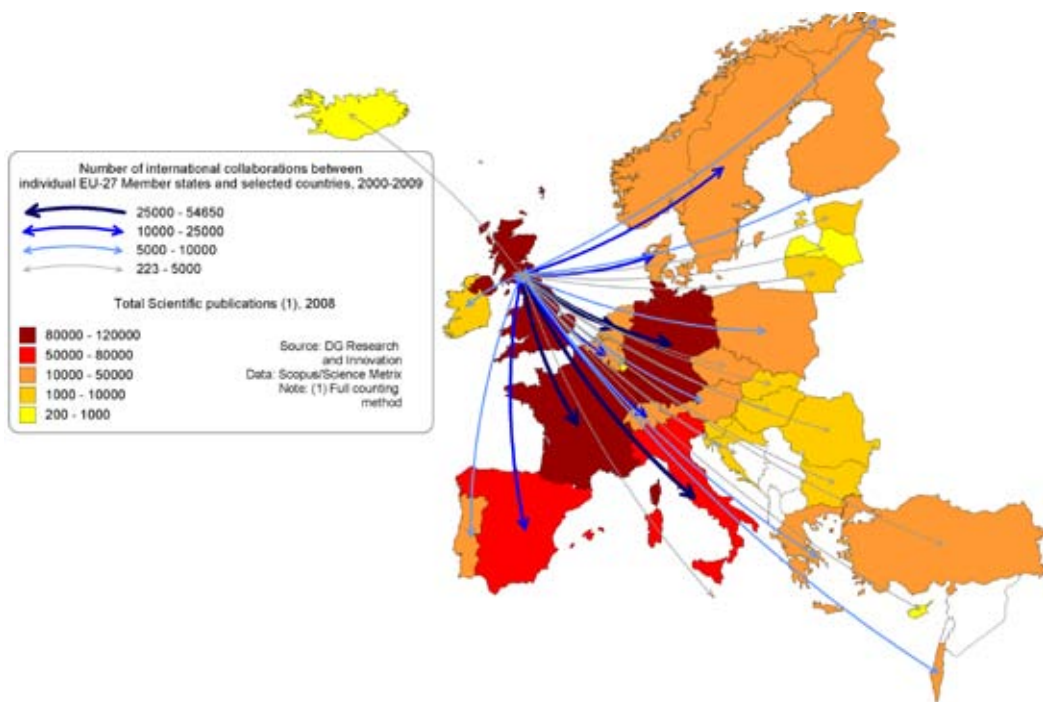 Number of international collaborations between
individual EU-27 Member states and selected countries, 2000-2009
25000 - 54650
10000 - 25000
5000 - 10000
223 - 5000
Total Scientific publications (1), 2008
80000 - 120000
50000 - 80000
10000 - 50000
1000 - 10000
200 - 1000
Source: DG Research
and Innovation
Data: Scopus/Science Metrix
Note: (1) Full counting
method